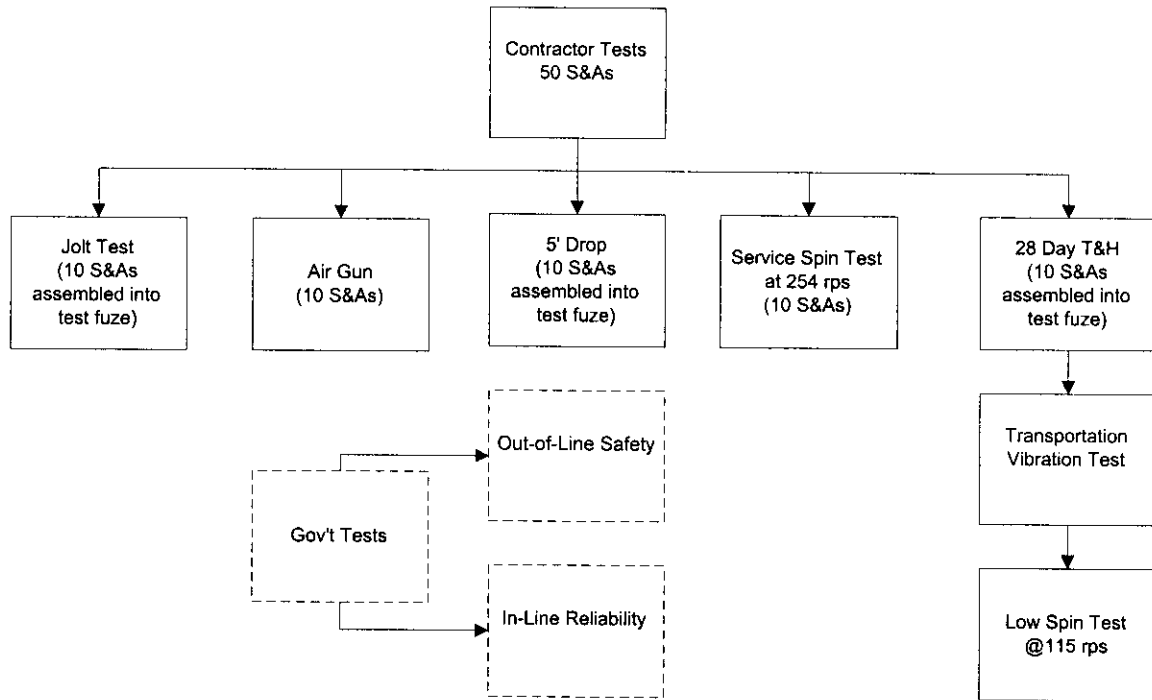 Contractor Tests
50 S&As
Jolt Test
(10 S&As
assembled into
test fuze)
Air Gun
(10 S&As)
5' Drop
(10 S&As
assembled into
test fuze)
Service Spin Test
at 254 rps
(10 S&As)
28 Day T&H
(10 S&As
assembled into
test fuze)
Out-of-Line Safety
Transportation
Vibration Test
Gov't Tests
In-Line Reliability
Low Spin Test
@115 rps